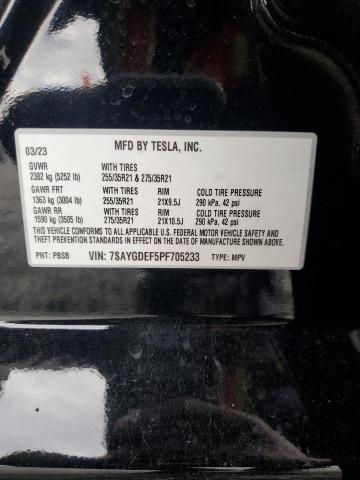 03/23 MFD BY TESLA, INC.
GVWR WITH TIRES
2382 kg (5252 lb) 255/35R21 & 275/35R21
GAWR FRT WITH TIRES RIM COLD TIRE PRESSURE
1363 kg (3004 lb) 255/35R21 21X9.5J 290 kPa, 42 psi
GAWR RR WITH TIRES RIM COLD TIRE PRESSURE
1590 kg (3505 lb) 275/35R21 21X10.5J 290 kPa, 42 psi
THIS VEHICLE CONFORMS TO ALL APPLICABLE U.S. FEDERAL MOTOR VEHICLE SAFETY
AND THEFT PREVENTION STANDARDS IN EFFECT ON THE DATE OF MANUFACTURE SHOWN
ABOVE.
PNT: PBSB VIN: 7SAYGDEF5PF705233 TYPE: MPV